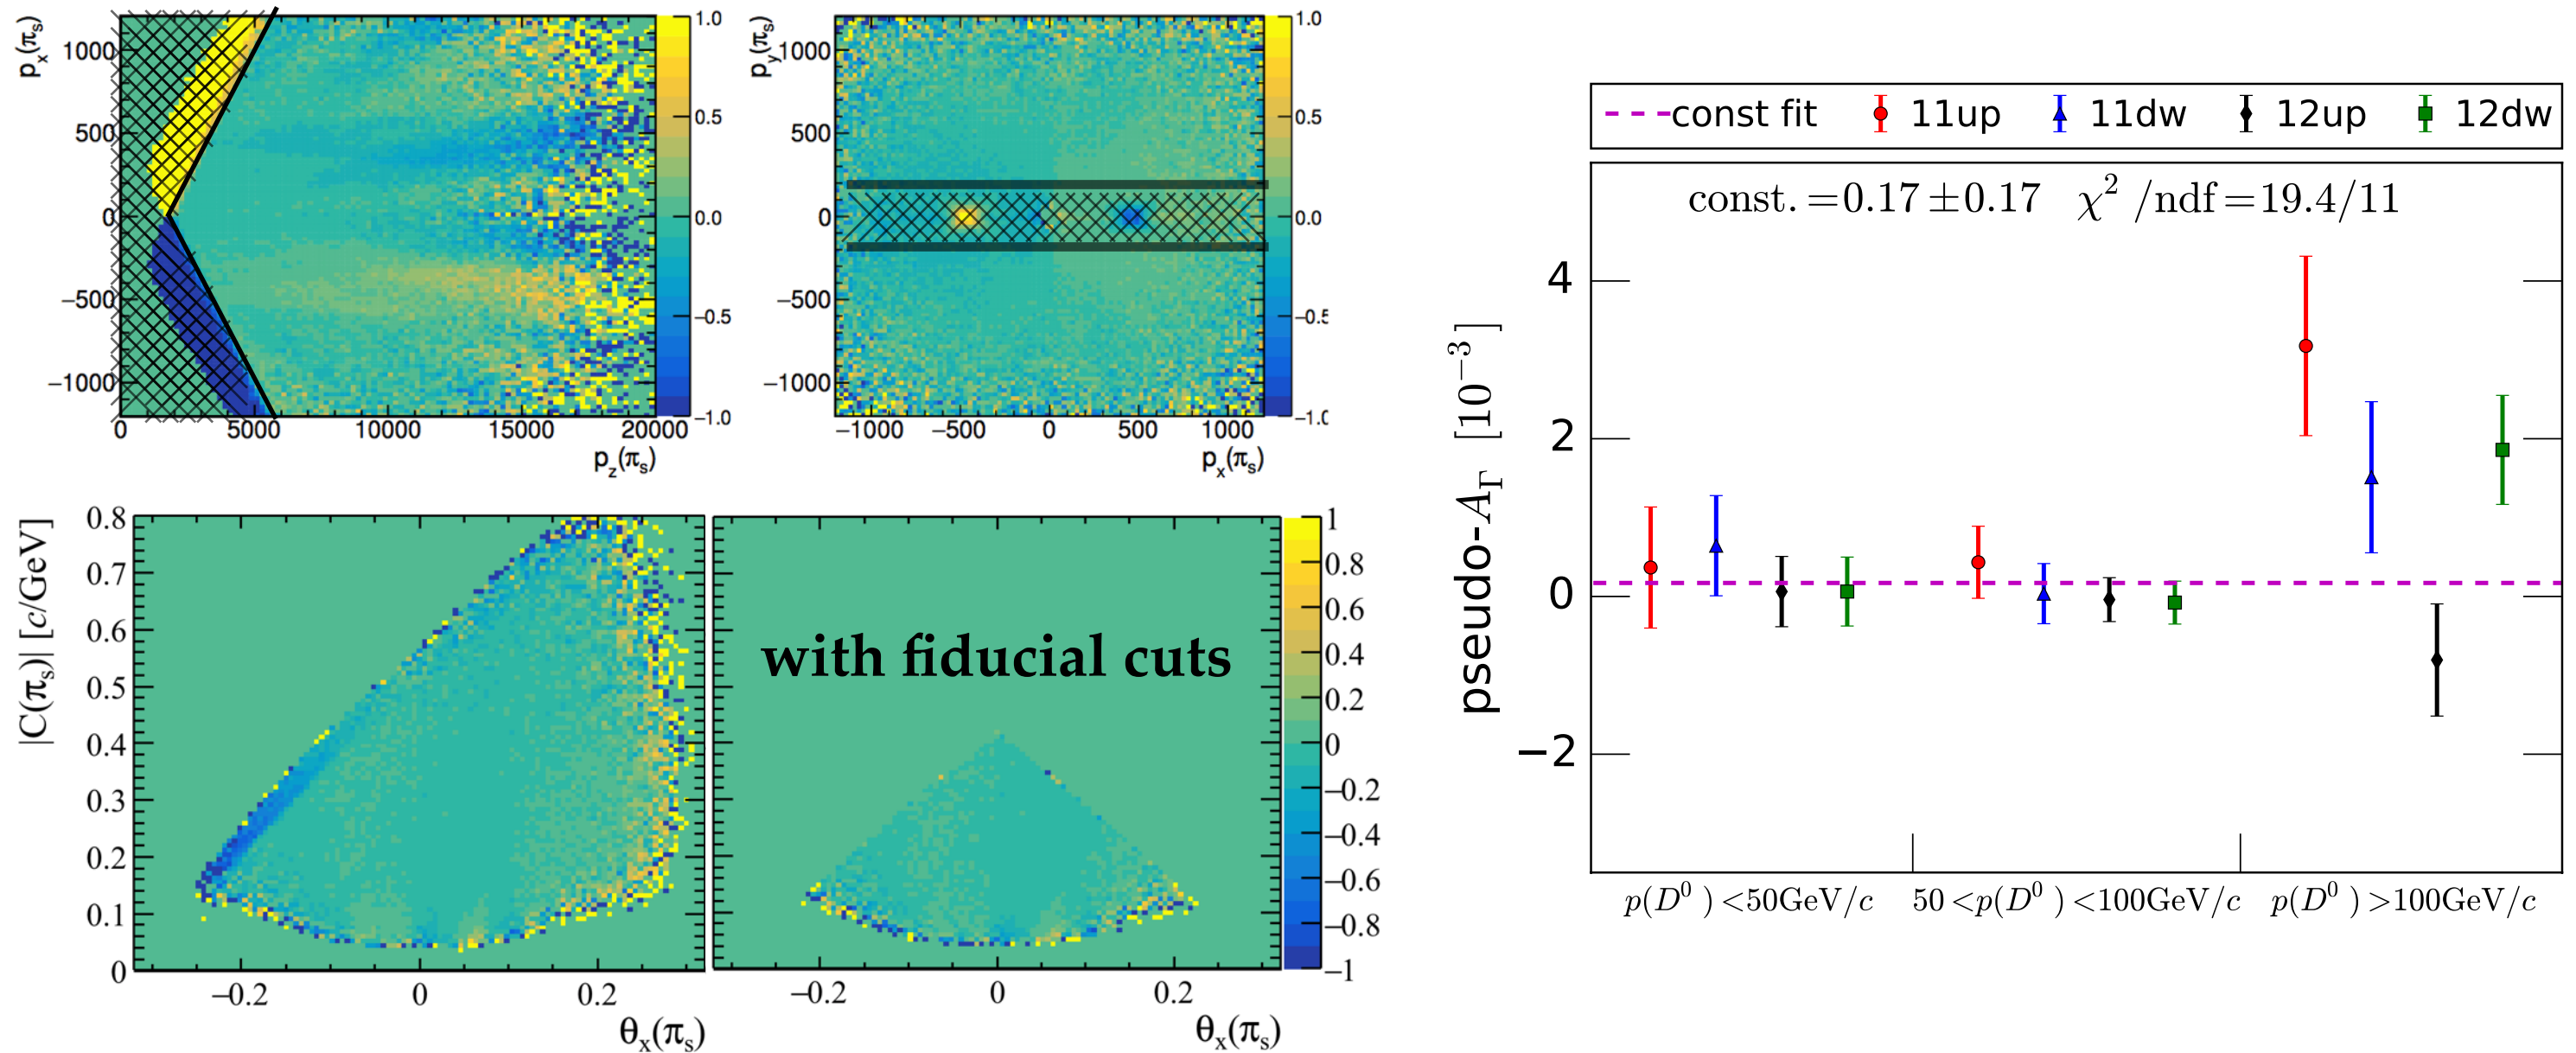 p_x(π_s)
1000
500
0
−500
−1000
0 5000 10000 15000 20000
p_z(π_s)
1.0
0.5
0.0
−0.5
−1.0
p_y(π_s)
1000
500
0
−500
−1000
−1000 −500 0 500 1000
p_x(π_s)
1.0
0.5
0.0
−0.5
−1.0
|C(π_s)| [c/GeV]
0.8
0.7
0.6
0.5
0.4
0.3
0.2
0.1
0
−0.2 0 0.2
θ_x(π_s)
with fiducial cuts
−0.2 0 0.2
θ_x(π_s)
1
0.8
0.6
0.4
0.2
0
−0.2
−0.4
−0.6
−0.8
−1
const fit 11up 11dw 12up 12dw
const. = 0.17 ± 0.17 χ² /ndf = 19.4/11
pseudo-A_Γ [10⁻³]
4
2
0
−2
p(D⁰) <50GeV/c 50 <p(D⁰) <100GeV/c p(D⁰) >100GeV/c